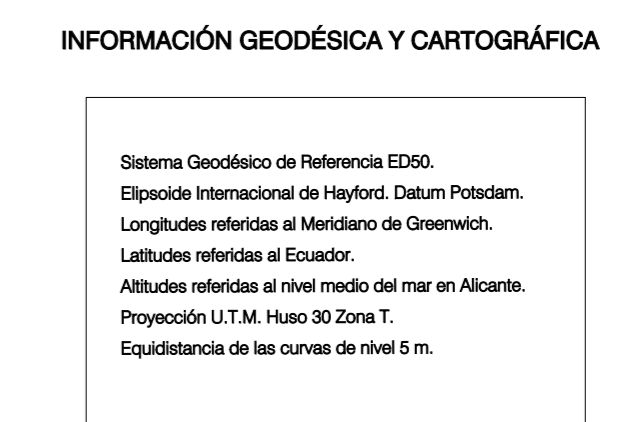 INFORMACIÓN GEODÉSICA Y CARTOGRÁFICA
Sistema Geodésico de Referencia ED50.
Elipsoide Internacional de Hayford. Datum Potsdam.
Longitudes referidas al Meridiano de Greenwich.
Latitudes referidas al Ecuador.
Altitudes referidas al nivel medio del mar en Alicante.
Proyección U.T.M. Huso 30 Zona T.
Equidistancia de las curvas de nivel 5 m.